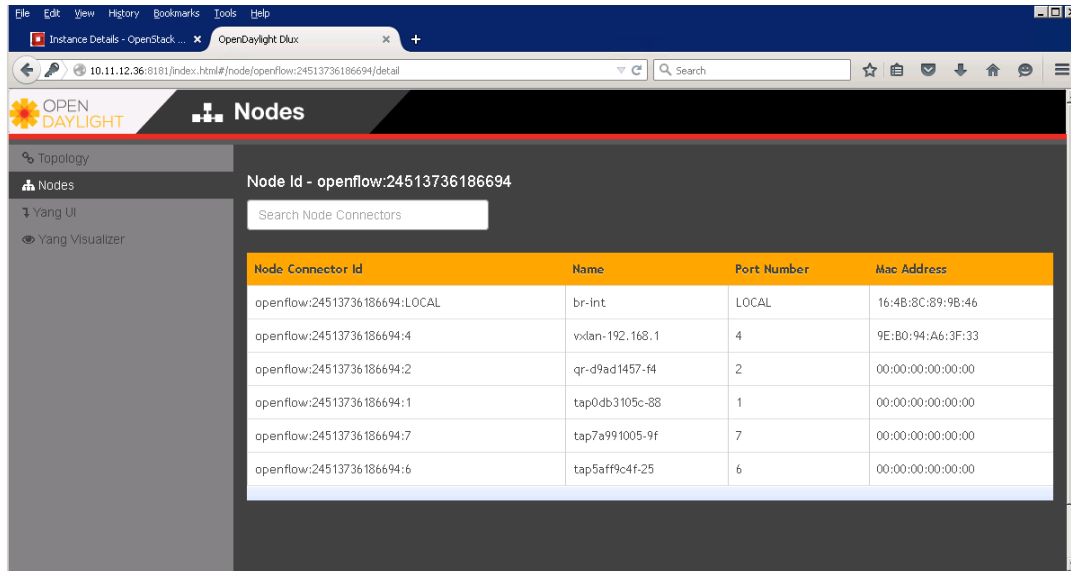 File Edit View History Bookmarks Tools Help
Instance Details - OpenStack ... OpenDaylight Dlux
10.11.12.36:8181/index.html#/node/openflow:24513736186694/detail Search
OPEN
DAYLIGHT
Nodes
Topology
Nodes
Yang UI
Yang Visualizer
Node Id - openflow:24513736186694
Search Node Connectors
Node Connector Id Name Port Number Mac Address
openflow:24513736186694:LOCAL br-int LOCAL 16:4B:8C:89:9B:46
openflow:24513736186694:4 vxlan-192.168.1 4 9E:B0:94:A6:3F:33
openflow:24513736186694:2 qr-d9ad1457-f4 2 00:00:00:00:00:00
openflow:24513736186694:1 tap0db3105c-88 1 00:00:00:00:00:00
openflow:24513736186694:7 tap7a991005-9f 7 00:00:00:00:00:00
openflow:24513736186694:6 tap5aff9c4f-25 6 00:00:00:00:00:00